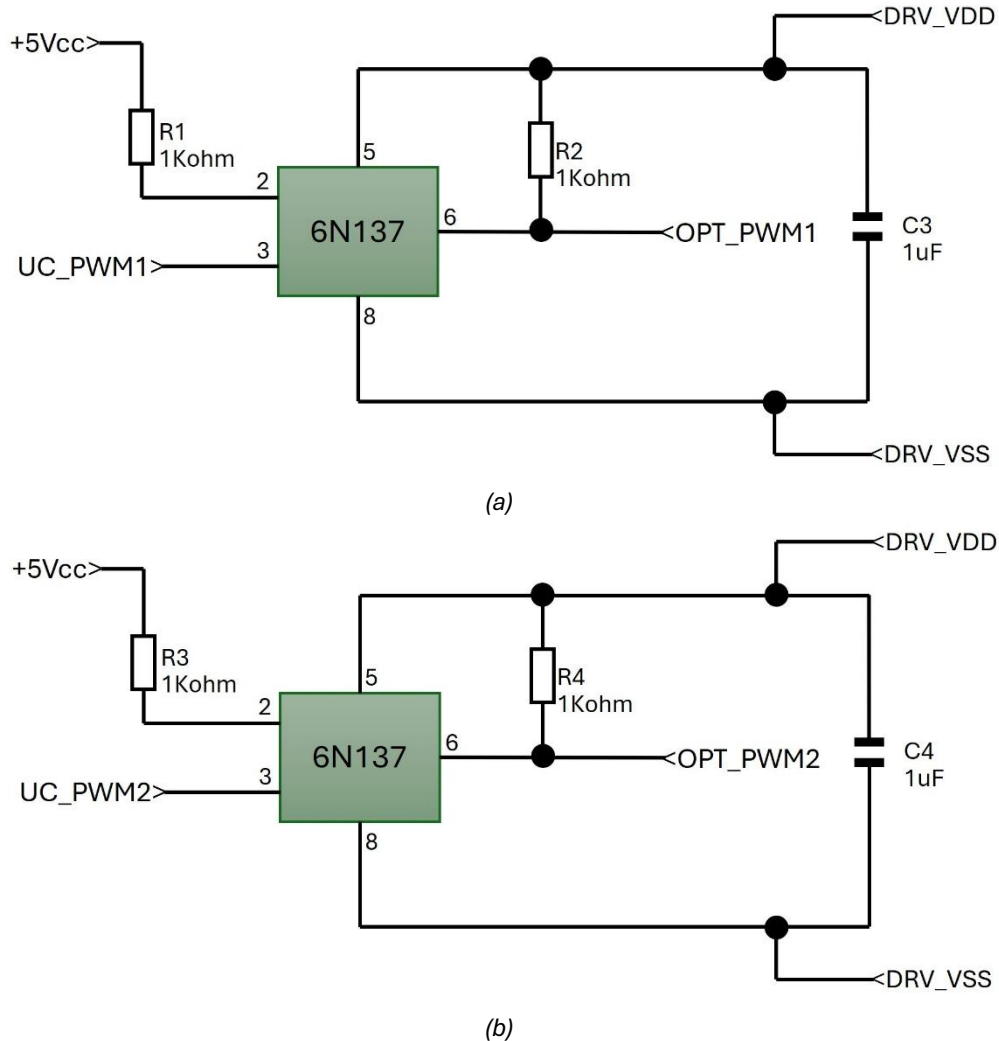 DRV_VDD
+5Vcc
R1
1Kohm
5
R2
1Kohm
2
6N137
6
OPT_PWM1
C3
1uF
UC_PWM1
3
8
DRV_VSS
(a)
DRV_VDD
+5Vcc
R3
1Kohm
5
R4
1Kohm
2
6N137
6
OPT_PWM2
C4
1uF
UC_PWM2
3
8
DRV_VSS
(b)